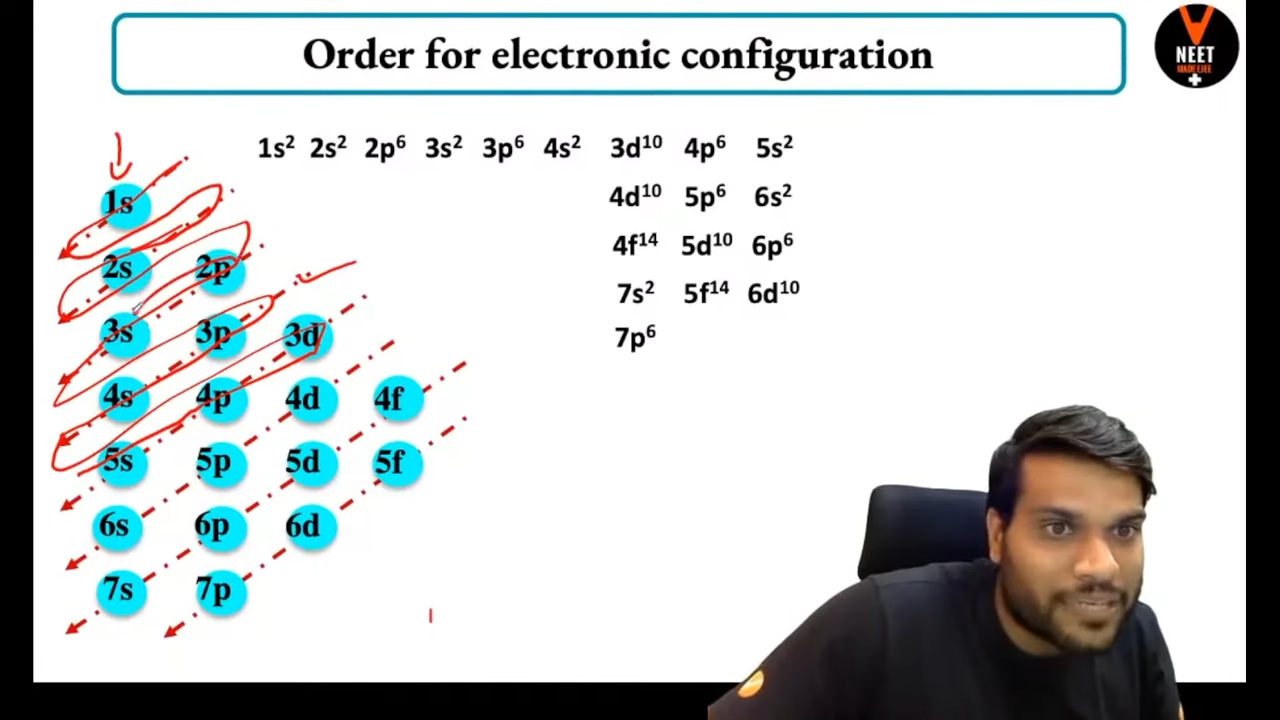 Order for electronic configuration
NEET
MADE EJEE
1s² 2s² 2p⁶ 3s² 3p⁶ 4s² 3d¹⁰ 4p⁶ 5s²
4d¹⁰ 5p⁶ 6s²
4f¹⁴ 5d¹⁰ 6p⁶
7s² 5f¹⁴ 6d¹⁰
7p⁶
1s
2s 2p
3s 3p 3d
4s 4p 4d 4f
5s 5p 5d 5f
6s 6p 6d
7s 7p